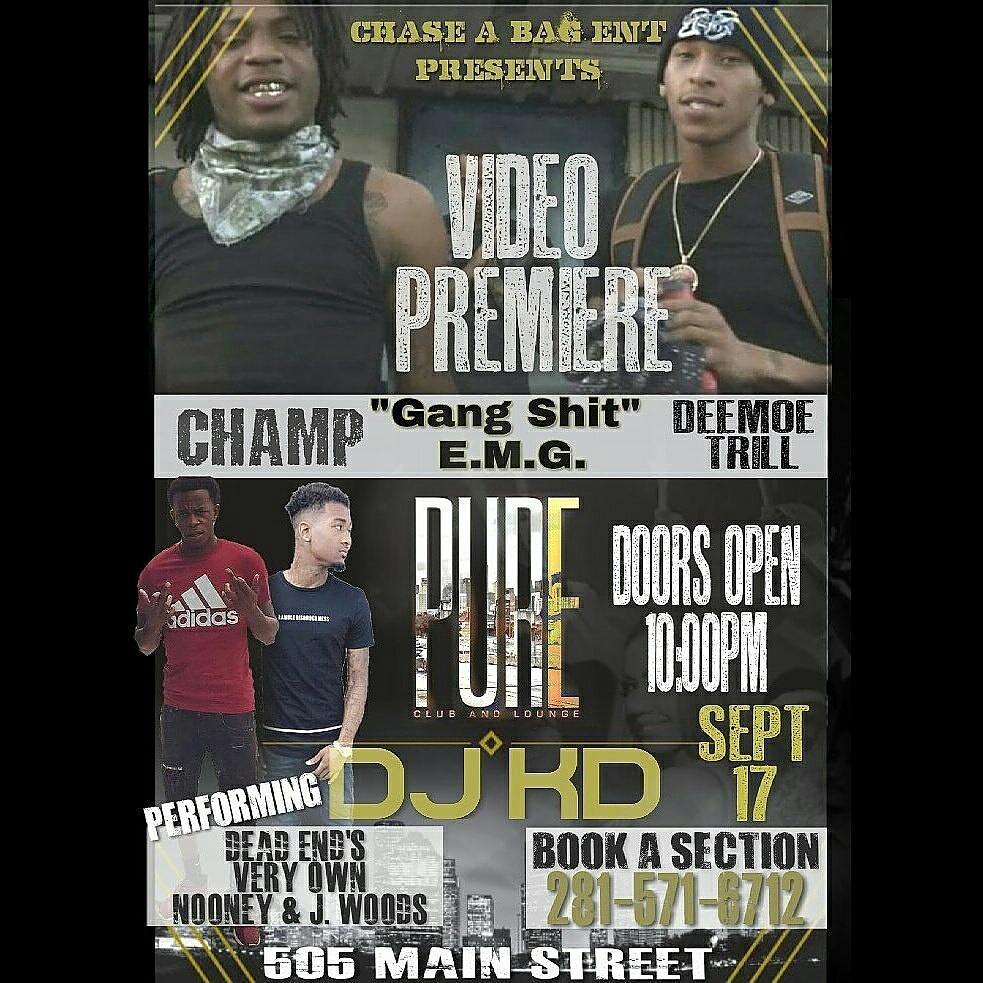 CHASE A BAG ENT
PRESENTS
VIDEO
PREMIERE
CHAMP
"Gang Shit"
E.M.G.
DEEMOE
TRILL
adidas
PURE
CLUB AND LOUNGE
DOORS OPEN
10:00PM
SEPT
17
DJ KD
PERFORMING
DEAD END'S
VERY OWN
NOONEY & J. WOODS
BOOK A SECTION
281-571-6712
505 MAIN STREET